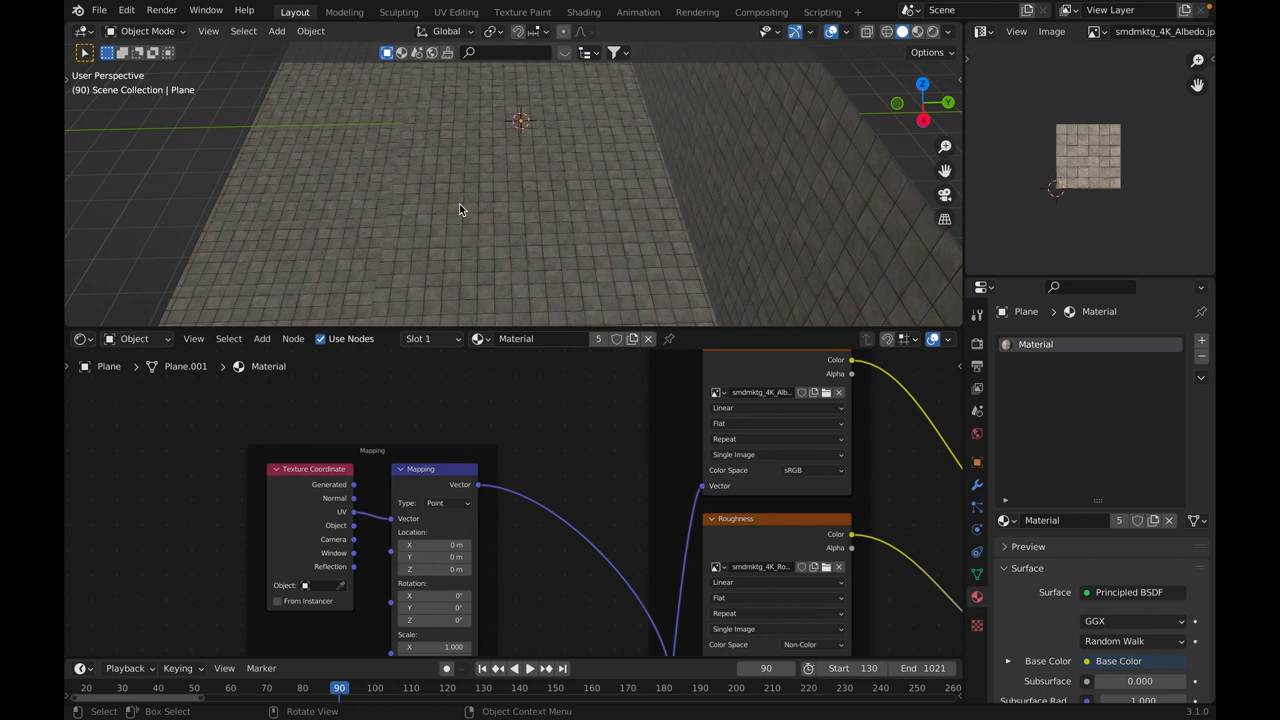 File Edit Render Window Help Layout Modeling Sculpting UV Editing Texture Paint Shading Animation Rendering Compositing Scripting + Scene View Layer
Object Mode View Select Add Object Global View Image smdmktg_4K_Albedo.jp
Options
User Perspective
(90) Scene Collection | Plane
Z
Y
X
Object View Select Add Node Use Nodes Slot 1 Material 5
Plane Plane.001 Material
Mapping
Texture Coordinate
Generated
Normal
UV
Object
Camera
Window
Reflection
Object:
From Instancer
Mapping
Vector
Type: Point
Vector
Location:
X 0 m
Y 0 m
Z 0 m
Rotation:
X 0°
Y 0°
Z 0°
Scale:
X 1.000
Color
Alpha
smdmktg_4K_Alb...
Linear
Flat
Repeat
Single Image
Color Space sRGB
Vector
Roughness
Color
Alpha
smdmktg_4K_Ro...
Linear
Flat
Repeat
Single Image
Color Space Non-Color
Plane Material
Material
Material 5
Preview
Surface
Surface Principled BSDF
GGX
Random Walk
Base Color Base Color
Subsurface 0.000
Subsurface Rad 1.000
Playback Keying View Marker 90 Start 130 End 1021
20 30 40 50 60 70 80 90 100 110 120 130 140 150 160 170 180 190 200 210 220 230 240 250 260
Select Box Select Rotate View Object Context Menu 3.1.0